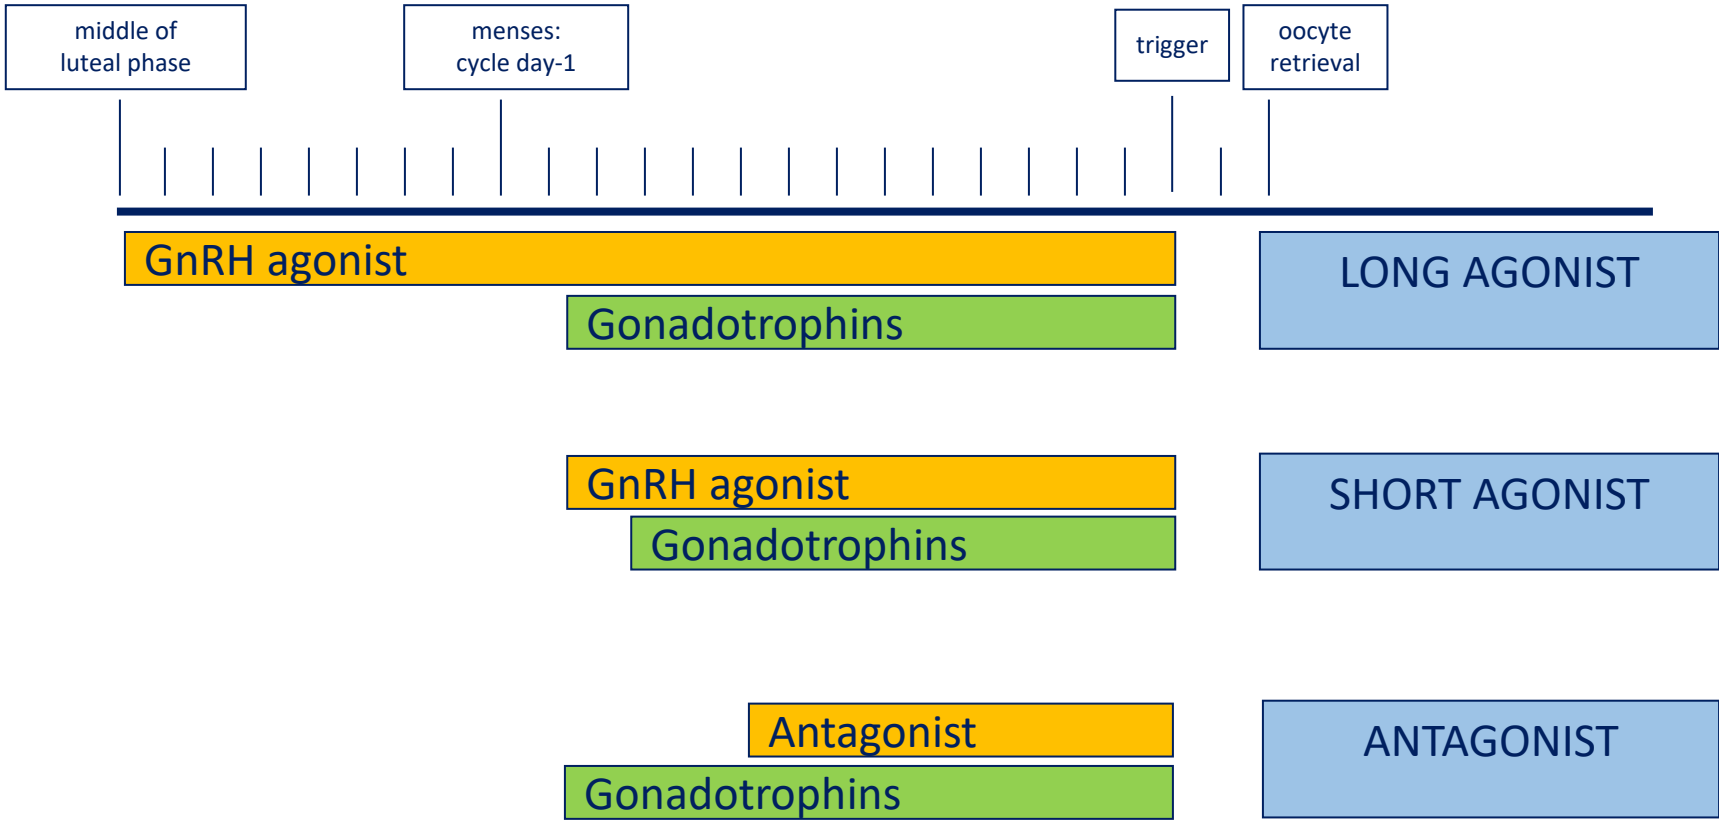 middle of
luteal phase
menses:
cycle day-1
trigger
oocyte
retrieval
GnRH agonist
LONG AGONIST
Gonadotrophins
GnRH agonist
SHORT AGONIST
Gonadotrophins
Antagonist
ANTAGONIST
Gonadotrophins